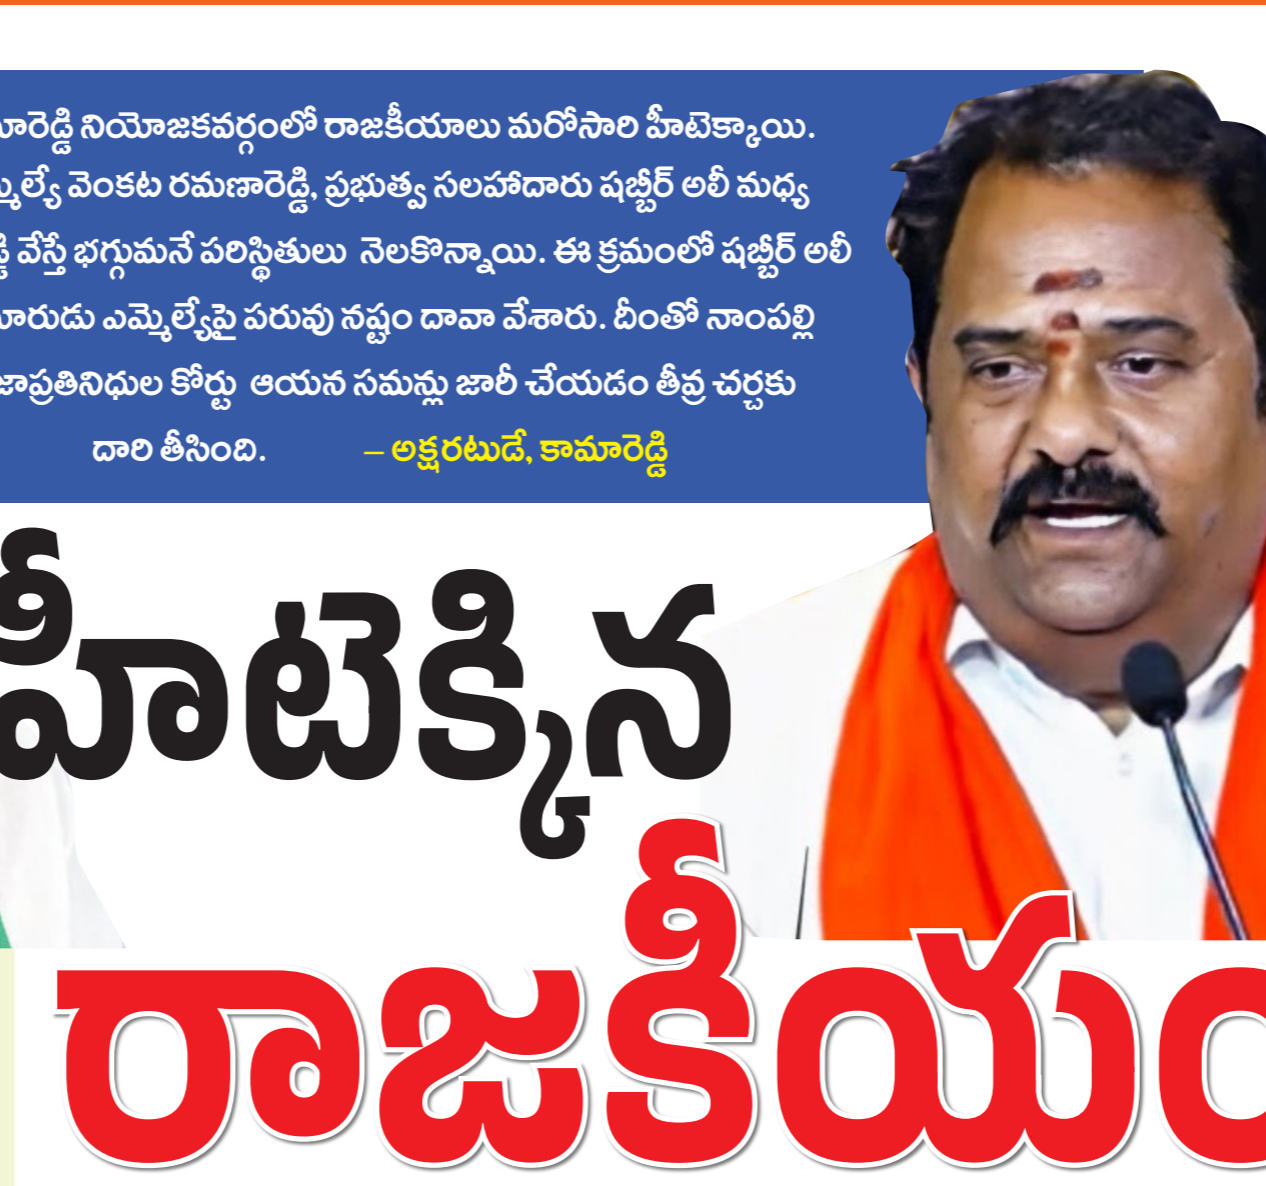 మారెడ్డి నియోజకవర్గంలో రాజకీయాలు మరోసారి హీటెక్కాయి.
మ్మెల్యే వెంకట రమణారెడ్డి, ప్రభుత్వ సలహాదారు షబ్బీర్ అలీ మధ్య
డ్డి వేస్తే భగ్గుమనే పరిస్థితులు నెలకొన్నాయి. ఈ క్రమంలో షబ్బీర్ అలీ
మారుడు ఎమ్మెల్యేపై పరువు నష్టం దావా వేశారు. దీంతో నాంపల్లి
జాప్రతినిధుల కోర్టు ఆయన సమన్లు జారీ చేయడం తీవ్ర చర్చకు
దారి తీసింది. – అక్షరటుడే, కామారెడ్డి
హీటెక్కిన
రాజకీయం